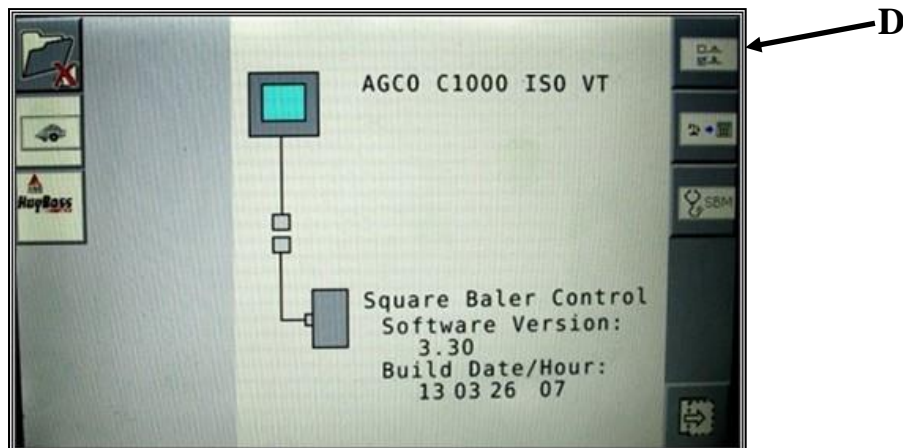 D
AGCO C1000 ISO VT
HayBoss
SBM
Square Baler Control
Software Version:
3.30
Build Date/Hour:
13 03 26 07